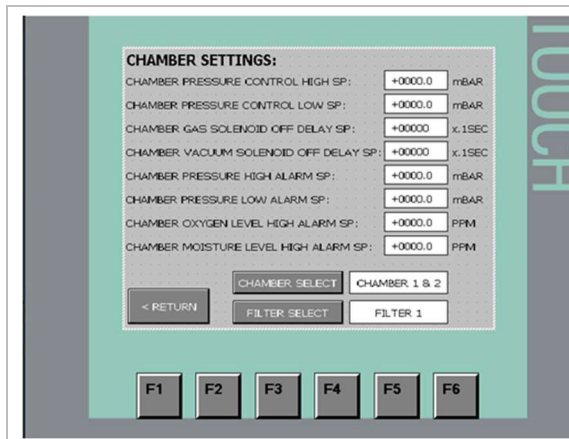 TOUCH
CHAMBER SETTINGS:
CHAMBER PRESSURE CONTROL HIGH SP: +0000.0 mBAR
CHAMBER PRESSURE CONTROL LOW SP: +0000.0 mBAR
CHAMBER GAS SOLENOID OFF DELAY SP: +00000 x.1SEC
CHAMBER VACUUM SOLENOID OFF DELAY SP: +00000 x.1SEC
CHAMBER PRESSURE HIGH ALARM SP: +0000.0 mBAR
CHAMBER PRESSURE LOW ALARM SP: +0000.0 mBAR
CHAMBER OXYGEN LEVEL HIGH ALARM SP: +0000.0 PPM
CHAMBER MOISTURE LEVEL HIGH ALARM SP: +0000.0 PPM
CHAMBER SELECT CHAMBER 1 & 2
< RETURN FILTER SELECT FILTER 1
F1 F2 F3 F4 F5 F6